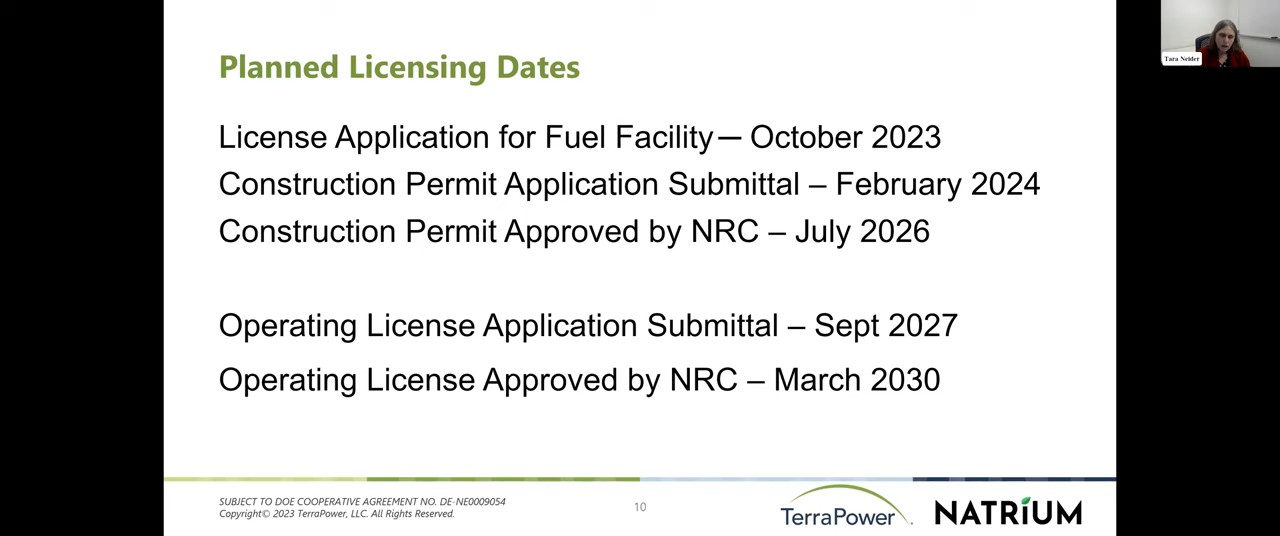 Planned Licensing Dates
Tara Neider
License Application for Fuel Facility — October 2023
Construction Permit Application Submittal – February 2024
Construction Permit Approved by NRC – July 2026
Operating License Application Submittal – Sept 2027
Operating License Approved by NRC – March 2030
SUBJECT TO DOE COOPERATIVE AGREEMENT NO. DE-NE0009054
Copyright© 2023 TerraPower, LLC. All Rights Reserved.
10
TerraPower
NATRIUM